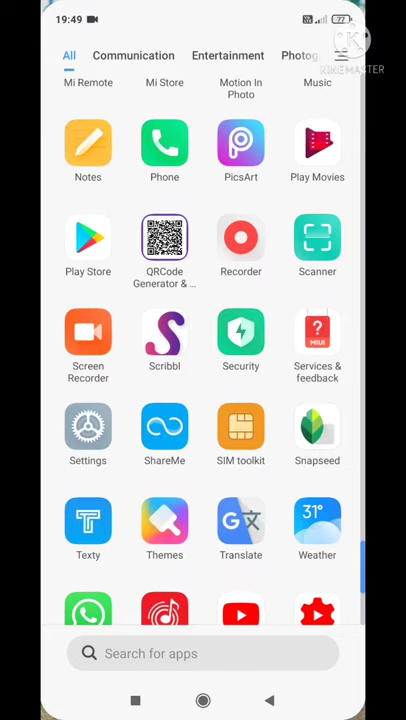 19:49
77
All Communication Entertainment Photog
KINEMASTER
Mi Remote Mi Store Motion In Photo Music
Notes Phone PicsArt Play Movies
Play Store QRCode Generator & ... Recorder Scanner
MIUI
Screen Recorder Scribbl Security Services & feedback
Settings ShareMe SIM toolkit Snapseed
31°
Texty Themes Translate Weather
Search for apps